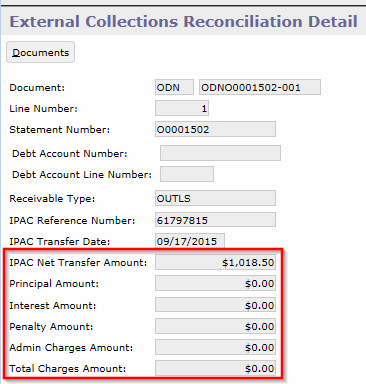 External Collections Reconciliation Detail
Documents
Document: ODN ODNO0001502-001
Line Number: 1
Statement Number: O0001502
Debt Account Number:
Debt Account Line Number:
Receivable Type: OUTLS
IPAC Reference Number: 61797815
IPAC Transfer Date: 09/17/2015
IPAC Net Transfer Amount: $1,018.50
Principal Amount: $0.00
Interest Amount: $0.00
Penalty Amount: $0.00
Admin Charges Amount: $0.00
Total Charges Amount: $0.00